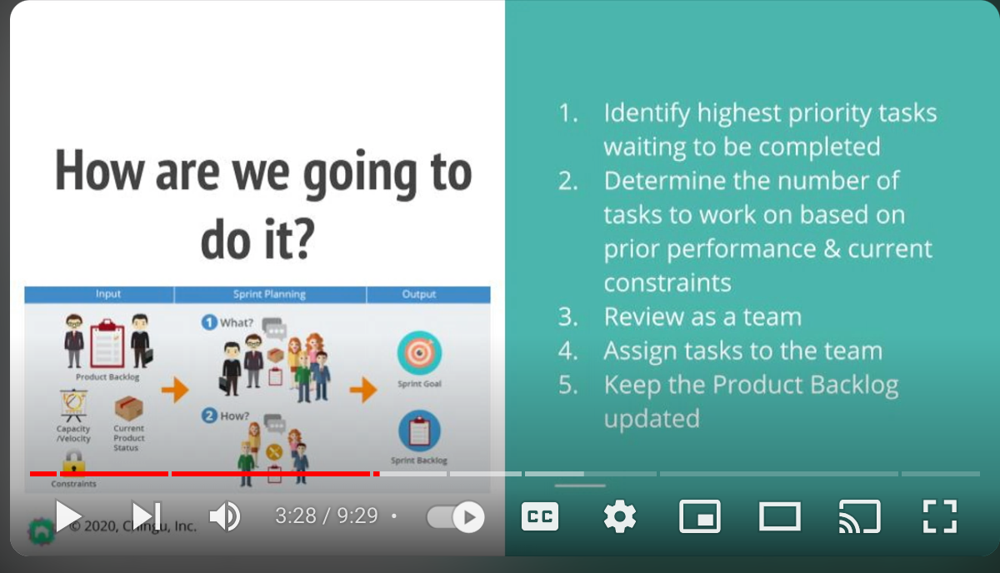 How are we going to
do it?
Input
Sprint Planning
Output
1 What?
Product Backlog
Sprint Goal
Capacity
/Velocity
Current
Product
Status
2 How?
Sprint Backlog
Constraints
1. Identify highest priority tasks
waiting to be completed
2. Determine the number of
tasks to work on based on
prior performance & current
constraints
3. Review as a team
4. Assign tasks to the team
5. Keep the Product Backlog
updated
3:28 / 9:29 •
CC
© 2020, Chingu, Inc.